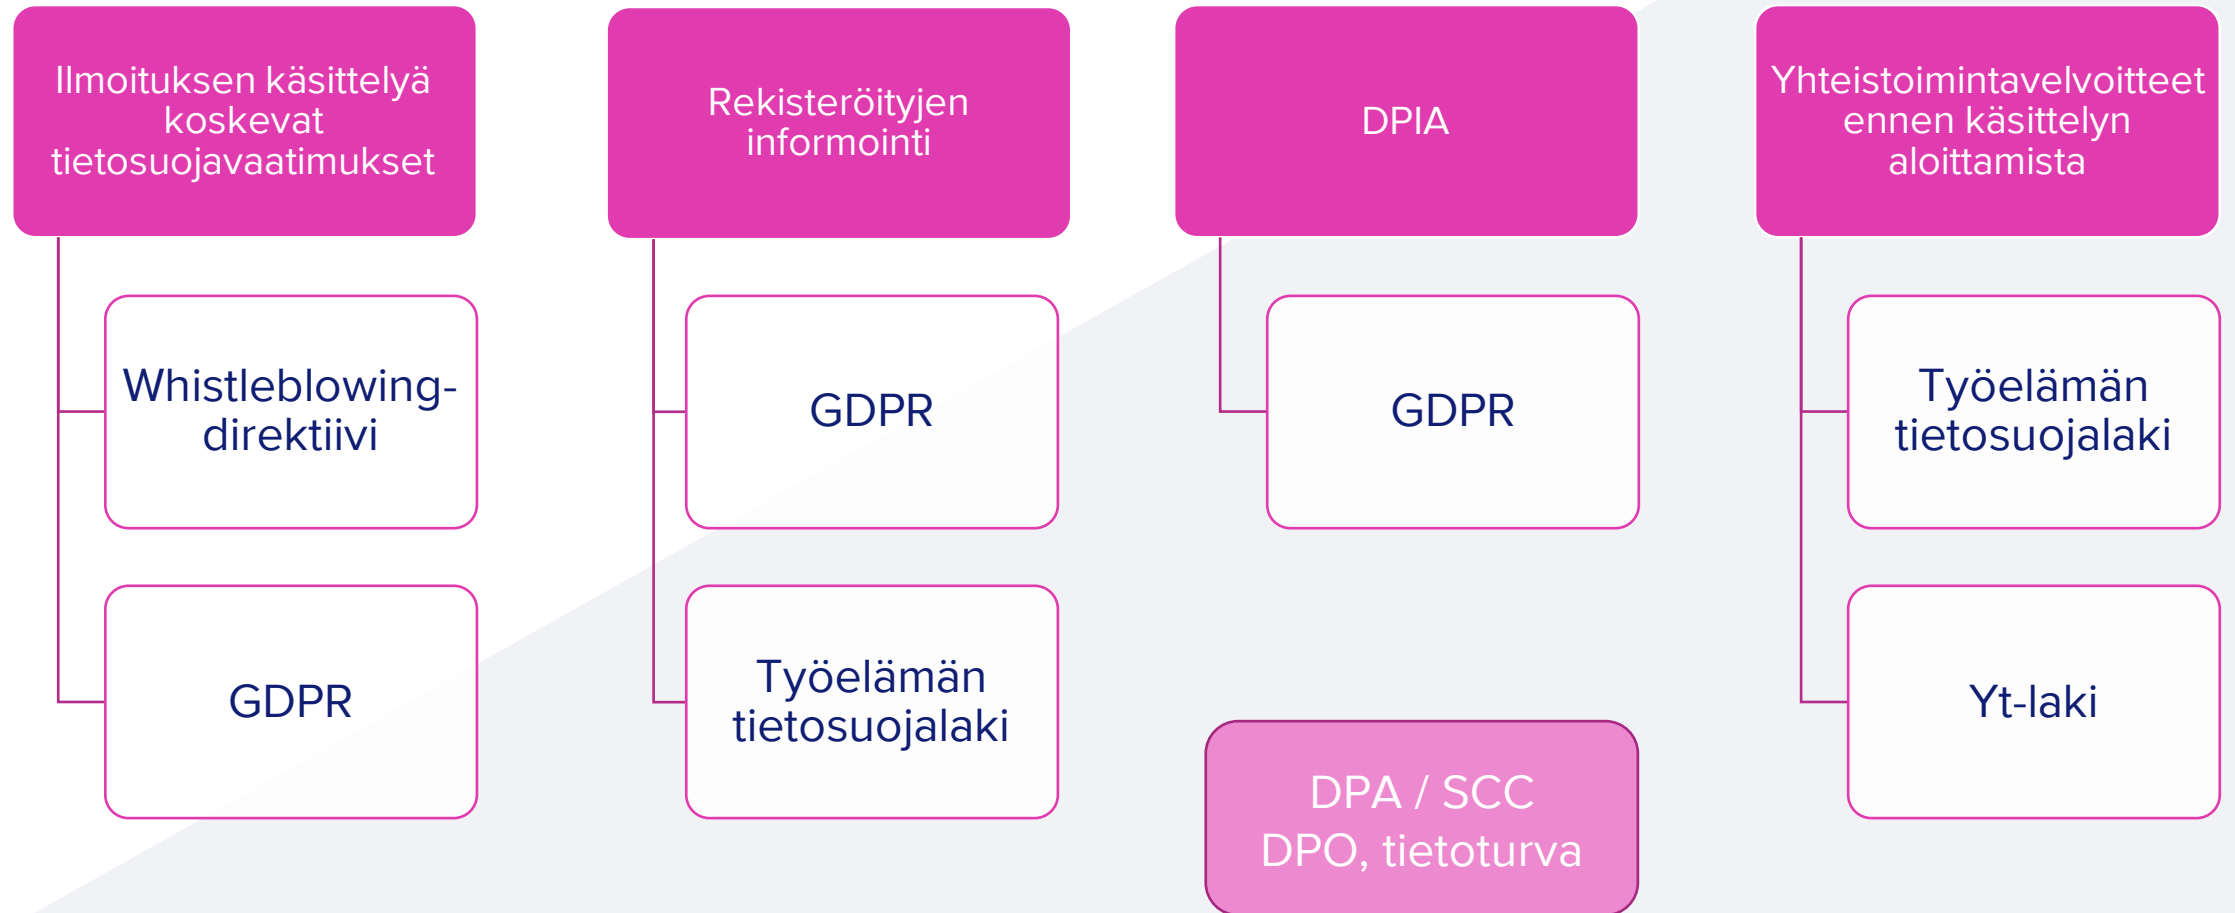 Ilmoituksen käsittelyä
koskevat
tietosuojavaatimukset
Whistleblowing-
direktiivi
GDPR
Rekisteröityjen
informointi
GDPR
Työelämän
tietosuojalaki
DPIA
GDPR
DPA / SCC
DPO, tietoturva
Yhteistoimintavelvoitteet
ennen käsittelyn
aloittamista
Työelämän
tietosuojalaki
Yt-laki